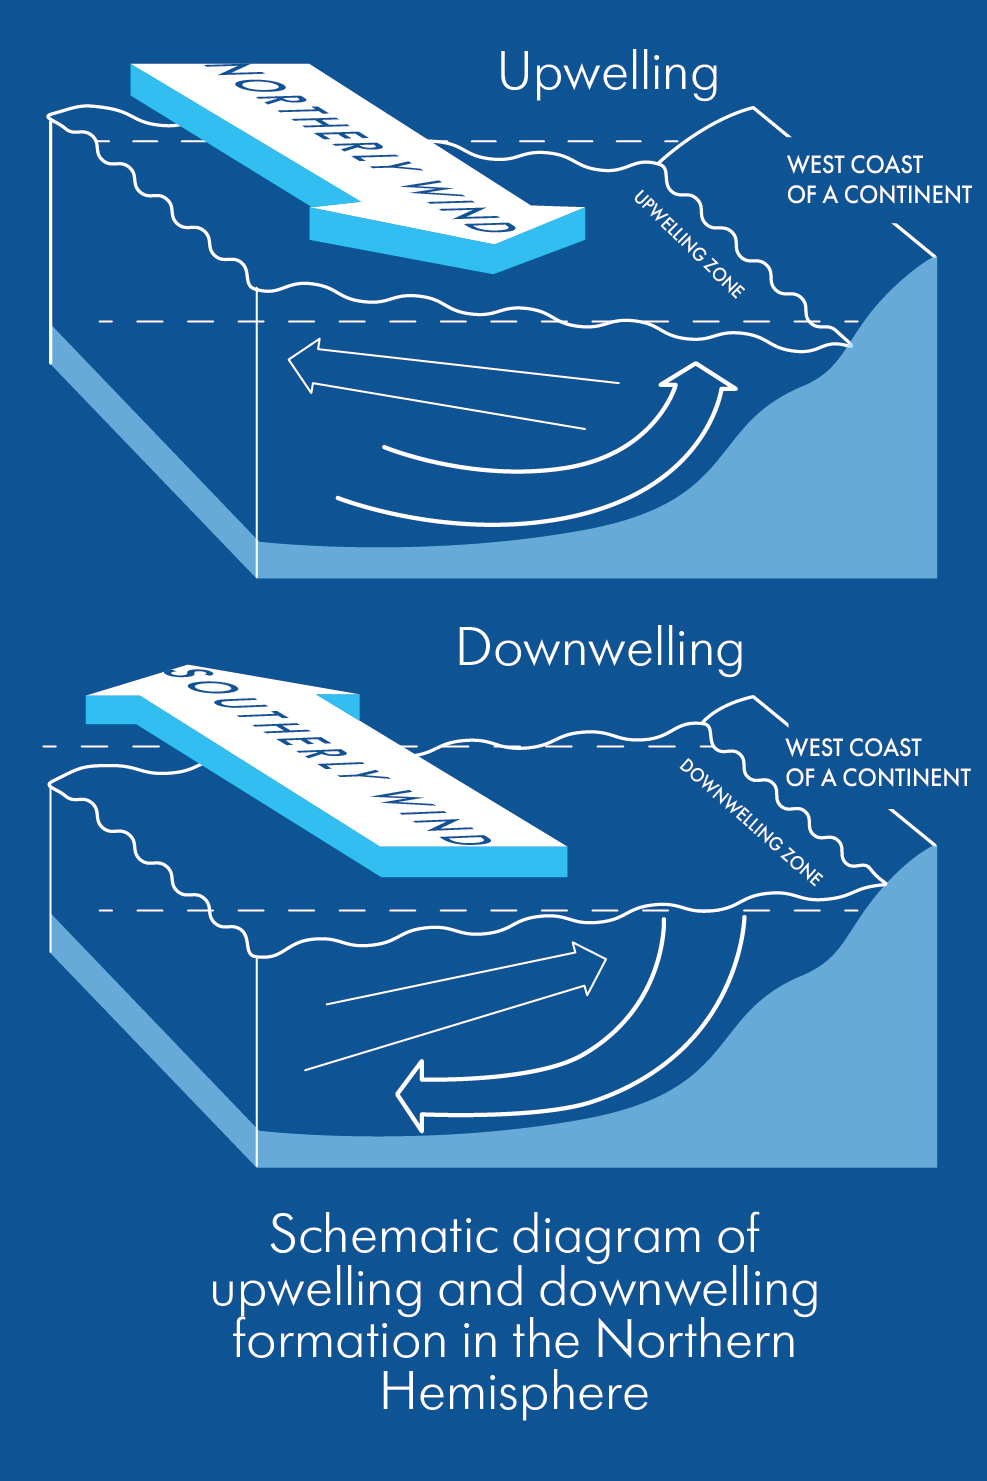 Upwelling
NORTHERLY WIND
WEST COAST
OF A CONTINENT
UPWELLING ZONE
Downwelling
SOUTHERLY WIND
WEST COAST
OF A CONTINENT
DOWNWELLING ZONE
Schematic diagram of
upwelling and downwelling
formation in the Northern
Hemisphere